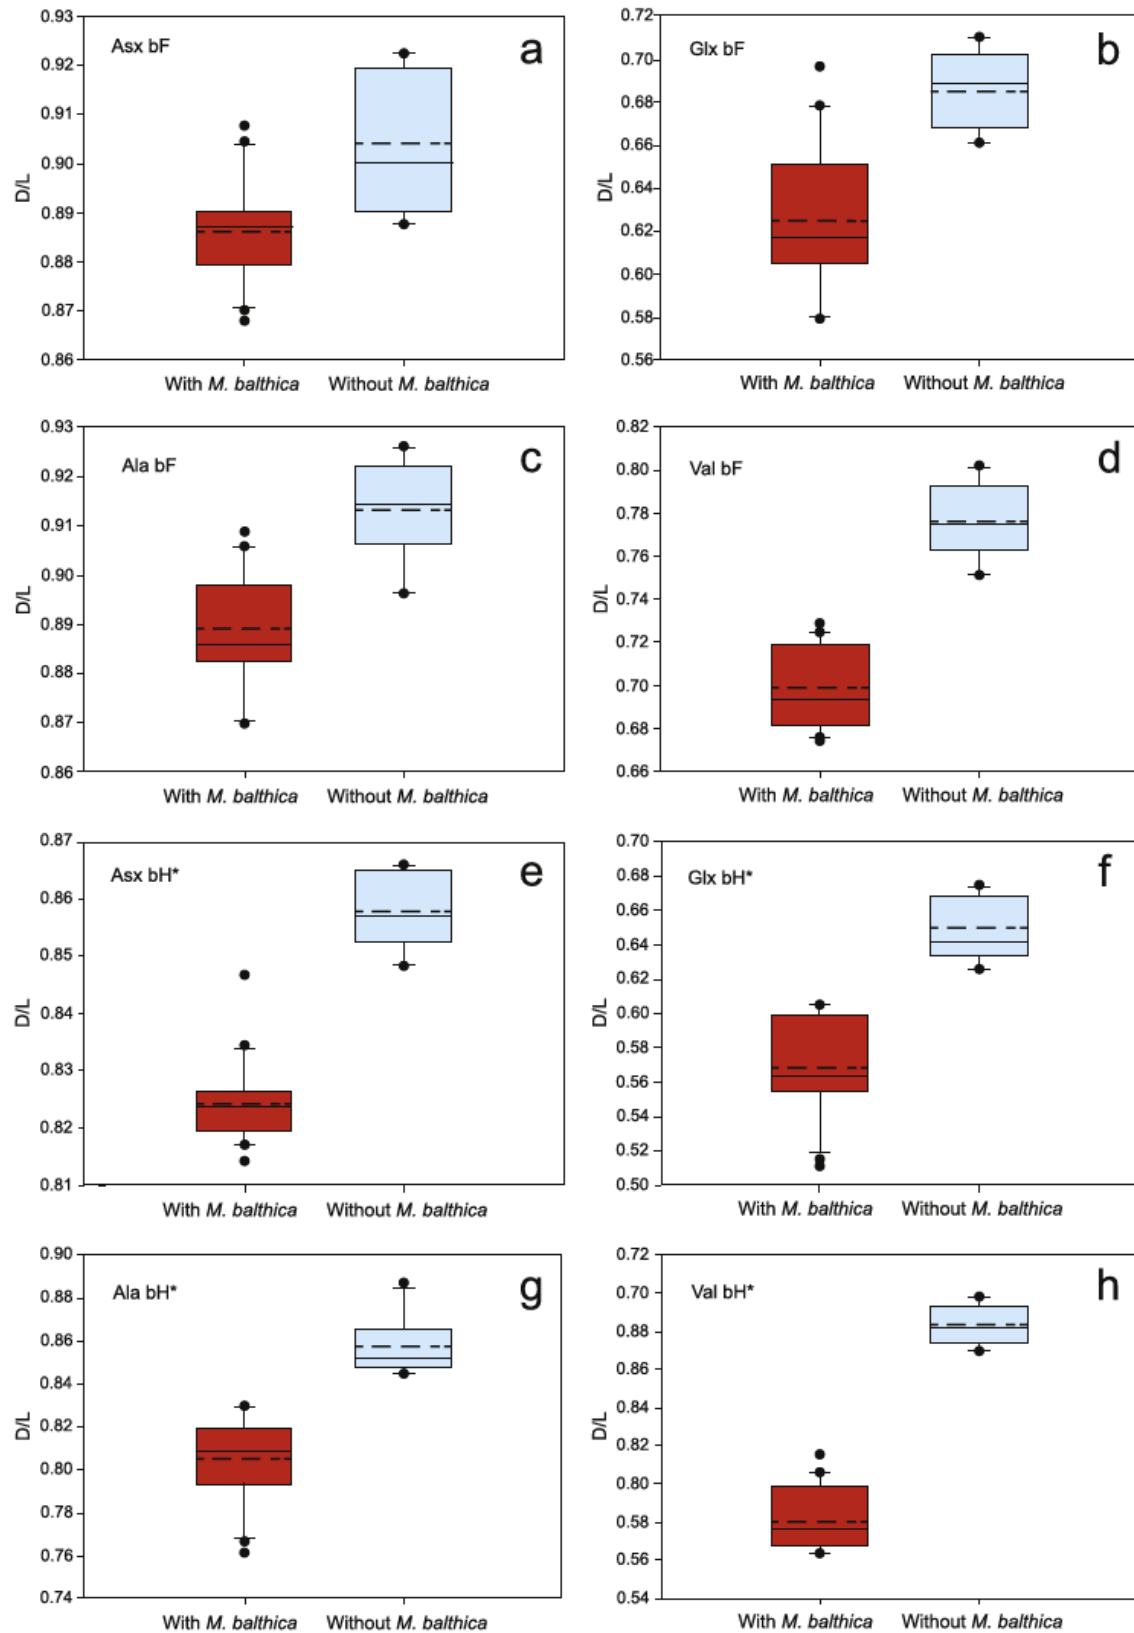 Asx bF
a
D/L
0.93
0.92
0.91
0.90
0.89
0.88
0.87
0.86
With M. balthica
Without M. balthica
Glx bF
b
D/L
0.72
0.70
0.68
0.66
0.64
0.62
0.60
0.58
0.56
With M. balthica
Without M. balthica
Ala bF
c
D/L
0.93
0.92
0.91
0.90
0.89
0.88
0.87
0.86
With M. balthica
Without M. balthica
Val bF
d
D/L
0.82
0.80
0.78
0.76
0.74
0.72
0.70
0.68
0.66
With M. balthica
Without M. balthica
Asx bH*
e
D/L
0.87
0.86
0.85
0.84
0.83
0.82
0.81
With M. balthica
Without M. balthica
Glx bH*
f
D/L
0.70
0.68
0.66
0.64
0.62
0.60
0.58
0.56
0.54
0.52
0.50
With M. balthica
Without M. balthica
Ala bH*
g
D/L
0.90
0.88
0.86
0.84
0.82
0.80
0.78
0.76
0.74
With M. balthica
Without M. balthica
Val bH*
h
D/L
0.72
0.70
0.88
0.86
0.84
0.82
0.80
0.58
0.56
0.54
With M. balthica
Without M. balthica